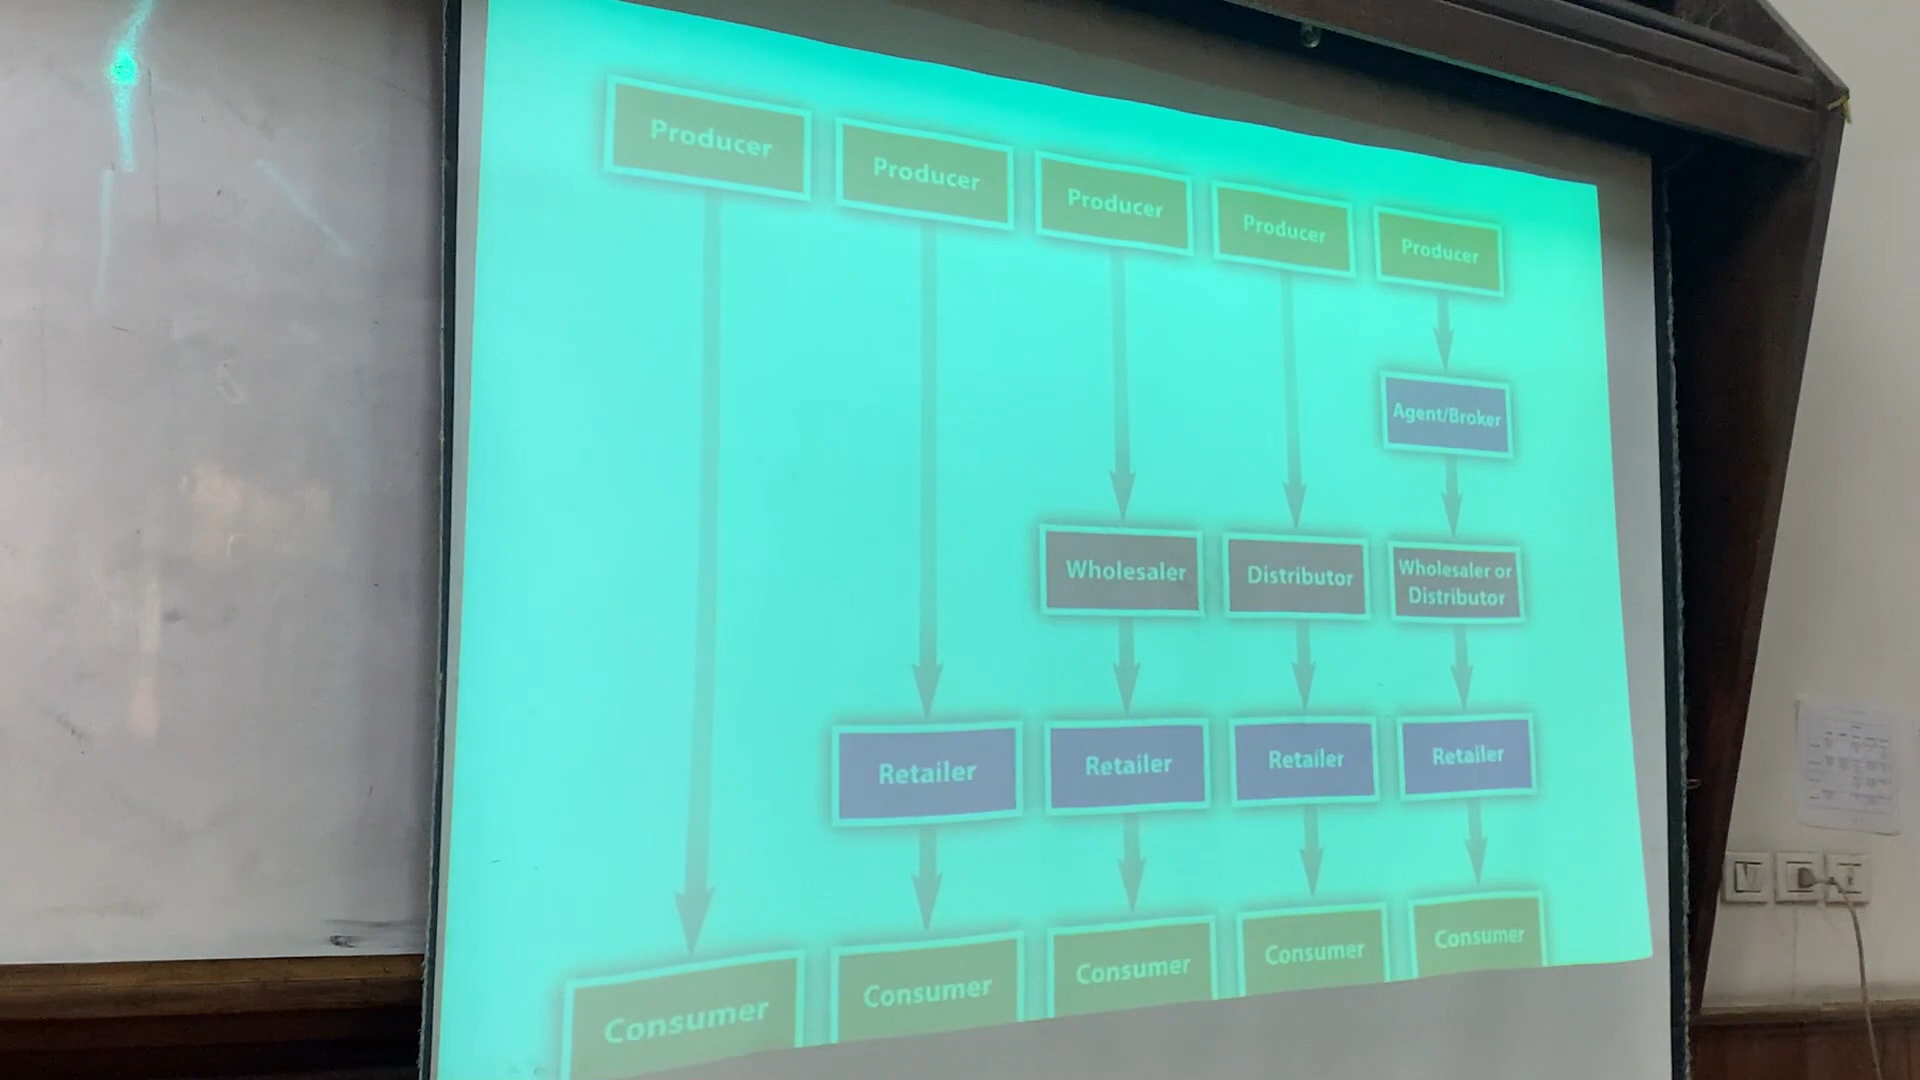 Producer
Producer
Producer
Producer
Producer
Agent/Broker
Wholesaler
Distributor
Wholesaler or
Distributor
Retailer
Retailer
Retailer
Retailer
Consumer
Consumer
Consumer
Consumer
Consumer